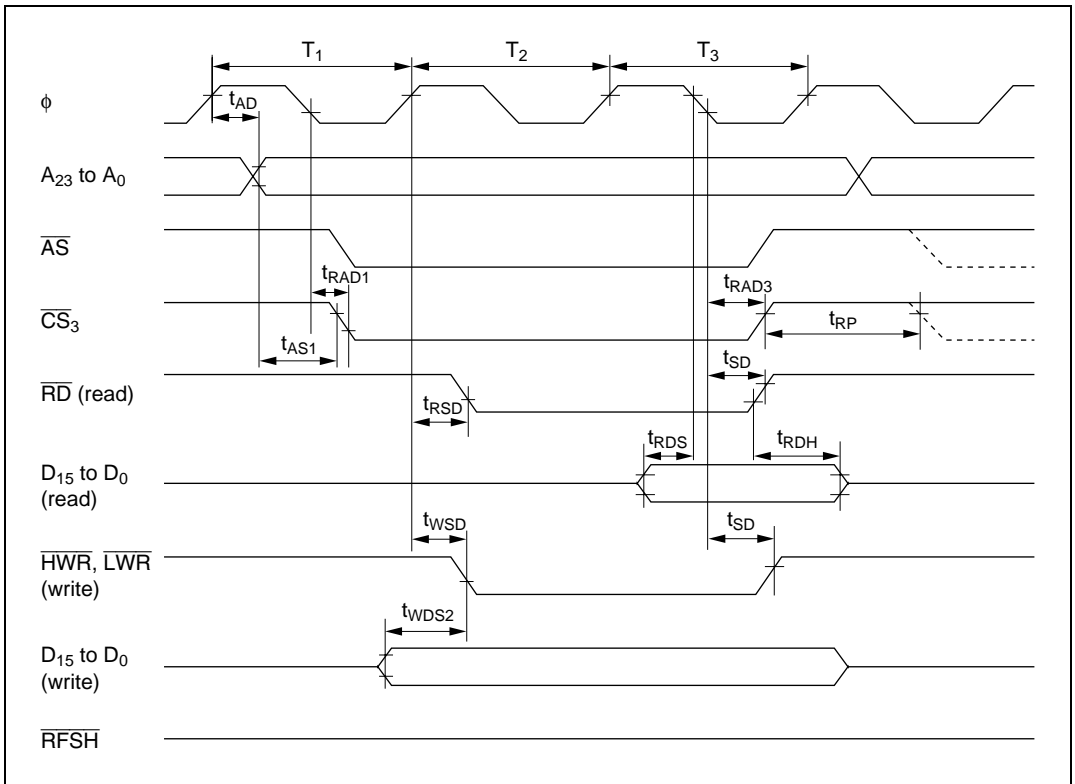 T1 T2 T3
φ
tAD
A23 to A0
AS
tRAD1 tRAD3
CS3
tRP
tAS1 tSD
RD (read)
tRSD
tRDS tRDH
D15 to D0
(read)
tWSD tSD
HWR, LWR
(write)
tWDS2
D15 to D0
(write)
RFSH